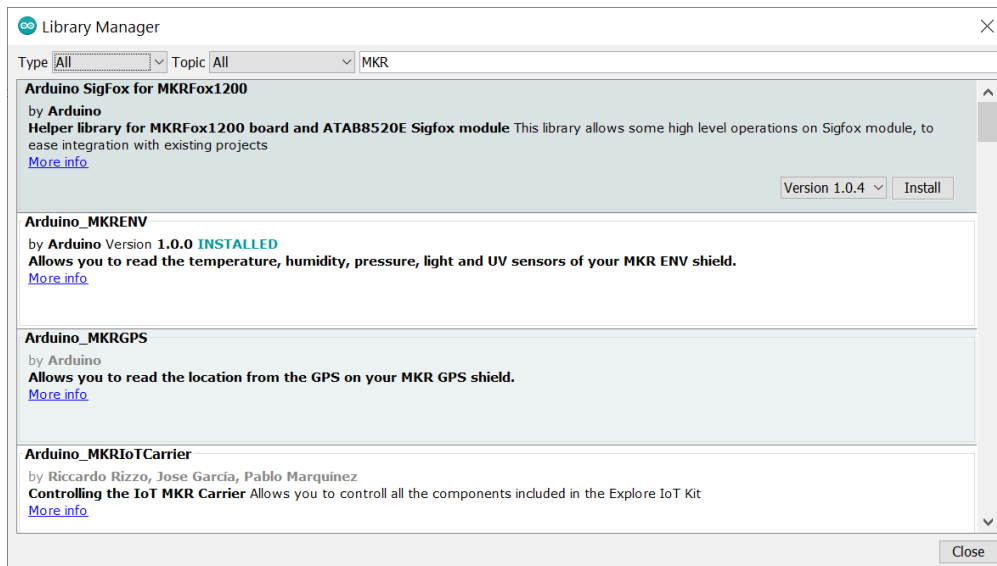 Library Manager
Type All Topic All MKR
Arduino SigFox for MKRFox1200
by Arduino
Helper library for MKRFox1200 board and ATAB8520E Sigfox module This library allows some high level operations on Sigfox module, to
ease integration with existing projects
More info
Version 1.0.4 Install
Arduino_MKRENV
by Arduino Version 1.0.0 INSTALLED
Allows you to read the temperature, humidity, pressure, light and UV sensors of your MKR ENV shield.
More info
Arduino_MKRGPS
by Arduino
Allows you to read the location from the GPS on your MKR GPS shield.
More info
Arduino_MKRIoTCarrier
by Riccardo Rizzo, Jose García, Pablo Marquínez
Controlling the IoT MKR Carrier Allows you to controll all the components included in the Explore IoT Kit
More info
Close